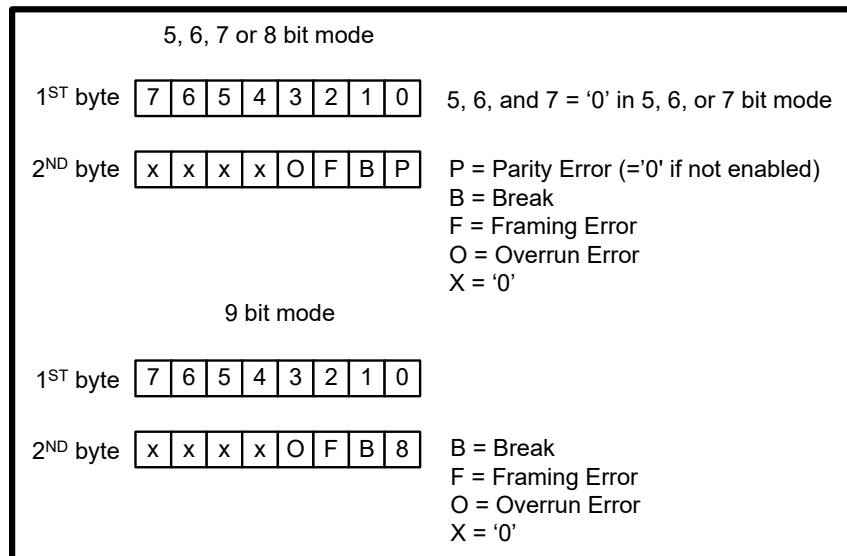 5, 6, 7 or 8 bit mode
1ST byte 7 6 5 4 3 2 1 0 5, 6, and 7 = ‘0’ in 5, 6, or 7 bit mode
2ND byte x x x x O F B P P = Parity Error (=’0' if not enabled)
B = Break
F = Framing Error
O = Overrun Error
X = ‘0’
9 bit mode
1ST byte 7 6 5 4 3 2 1 0
2ND byte x x x x O F B 8 B = Break
F = Framing Error
O = Overrun Error
X = ‘0’